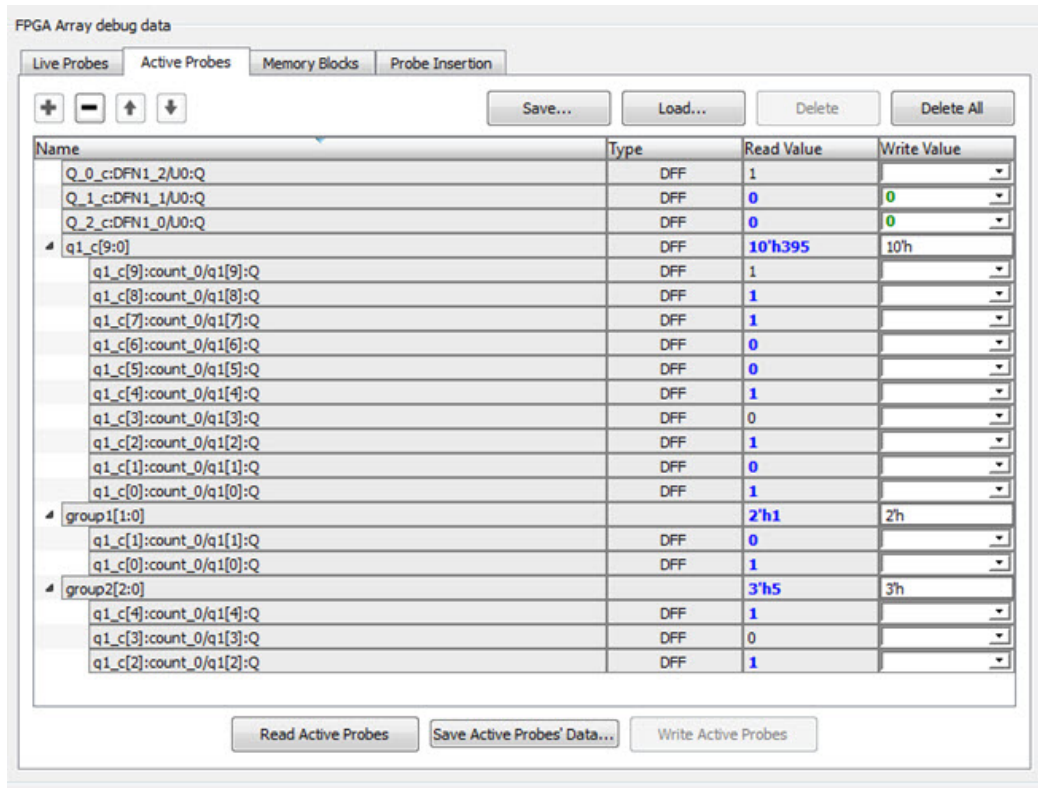 FPGA Array debug data
Live Probes Active Probes Memory Blocks Probe Insertion
Save... Load... Delete Delete All
Name Type Read Value Write Value
Q_0_c:DFN1_2/U0:Q DFF 1
Q_1_c:DFN1_1/U0:Q DFF 0 0
Q_2_c:DFN1_0/U0:Q DFF 0 0
q1_c[9:0] DFF 10'h395 10'h
q1_c[9]:count_0/q1[9]:Q DFF 1
q1_c[8]:count_0/q1[8]:Q DFF 1
q1_c[7]:count_0/q1[7]:Q DFF 1
q1_c[6]:count_0/q1[6]:Q DFF 0
q1_c[5]:count_0/q1[5]:Q DFF 0
q1_c[4]:count_0/q1[4]:Q DFF 1
q1_c[3]:count_0/q1[3]:Q DFF 0
q1_c[2]:count_0/q1[2]:Q DFF 1
q1_c[1]:count_0/q1[1]:Q DFF 0
q1_c[0]:count_0/q1[0]:Q DFF 1
group1[1:0] 2'h1 2'h
q1_c[1]:count_0/q1[1]:Q DFF 0
q1_c[0]:count_0/q1[0]:Q DFF 1
group2[2:0] 3'h5 3'h
q1_c[4]:count_0/q1[4]:Q DFF 1
q1_c[3]:count_0/q1[3]:Q DFF 0
q1_c[2]:count_0/q1[2]:Q DFF 1
Read Active Probes Save Active Probes' Data... Write Active Probes